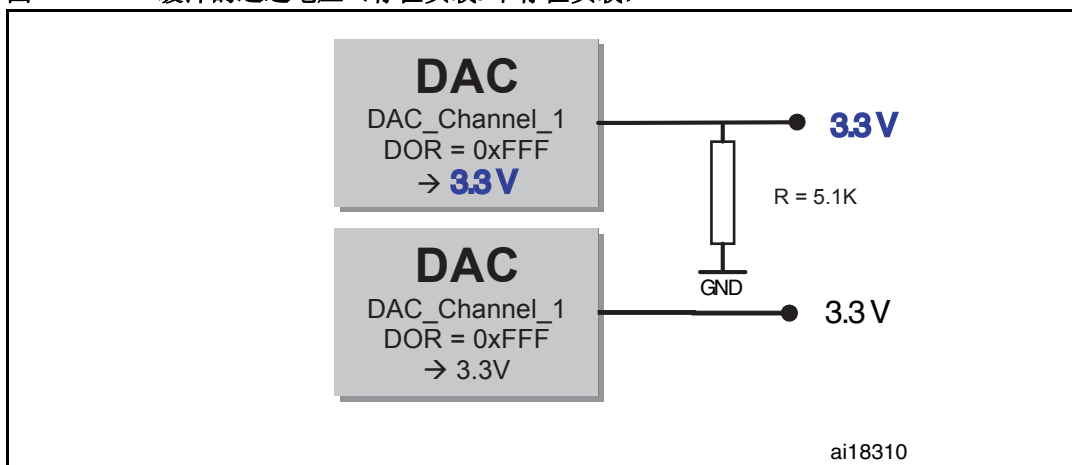 DAC
DAC_Channel_1
DOR = 0xFFF
→ 3.3 V
3.3 V
R = 5.1K
GND
DAC
DAC_Channel_1
DOR = 0xFFF
→ 3.3V
3.3 V
ai18310